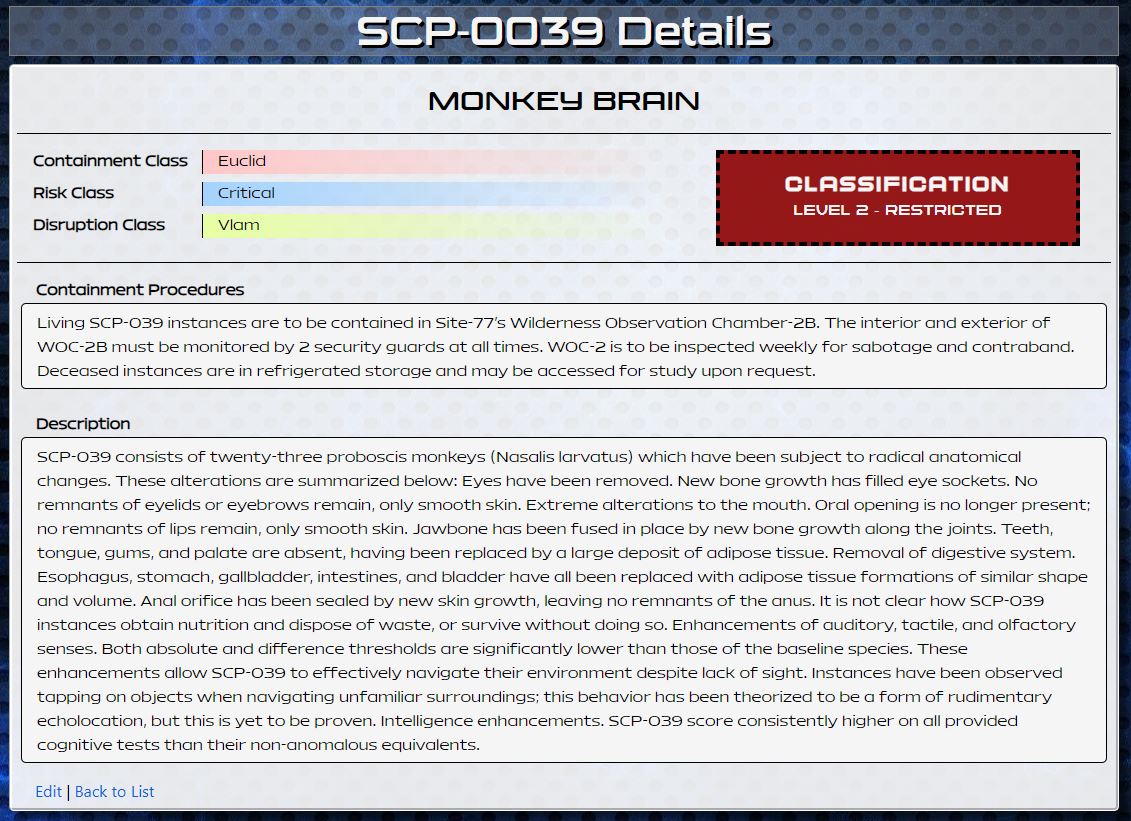 SCP-0039 Details
MONKEY BRAIN
Containment Class Euclid
Risk Class Critical
Disruption Class Vlam
CLASSIFICATION
LEVEL 2 - RESTRICTED
Containment Procedures
Living SCP-039 instances are to be contained in Site-77's Wilderness Observation Chamber-2B. The interior and exterior of
WOC-2B must be monitored by 2 security guards at all times. WOC-2 is to be inspected weekly for sabotage and contraband.
Deceased instances are in refrigerated storage and may be accessed for study upon request.
Description
SCP-039 consists of twenty-three proboscis monkeys (Nasalis larvatus) which have been subject to radical anatomical
changes. These alterations are summarized below: Eyes have been removed. New bone growth has filled eye sockets. No
remnants of eyelids or eyebrows remain, only smooth skin. Extreme alterations to the mouth. Oral opening is no longer present;
no remnants of lips remain, only smooth skin. Jawbone has been fused in place by new bone growth along the joints. Teeth,
tongue, gums, and palate are absent, having been replaced by a large deposit of adipose tissue. Removal of digestive system.
Esophagus, stomach, gallbladder, intestines, and bladder have all been replaced with adipose tissue formations of similar shape
and volume. Anal orifice has been sealed by new skin growth, leaving no remnants of the anus. It is not clear how SCP-039
instances obtain nutrition and dispose of waste, or survive without doing so. Enhancements of auditory, tactile, and olfactory
senses. Both absolute and difference thresholds are significantly lower than those of the baseline species. These
enhancements allow SCP-039 to effectively navigate their environment despite lack of sight. Instances have been observed
tapping on objects when navigating unfamiliar surroundings; this behavior has been theorized to be a form of rudimentary
echolocation, but this is yet to be proven. Intelligence enhancements. SCP-039 score consistently higher on all provided
cognitive tests than their non-anomalous equivalents.
Edit | Back to List